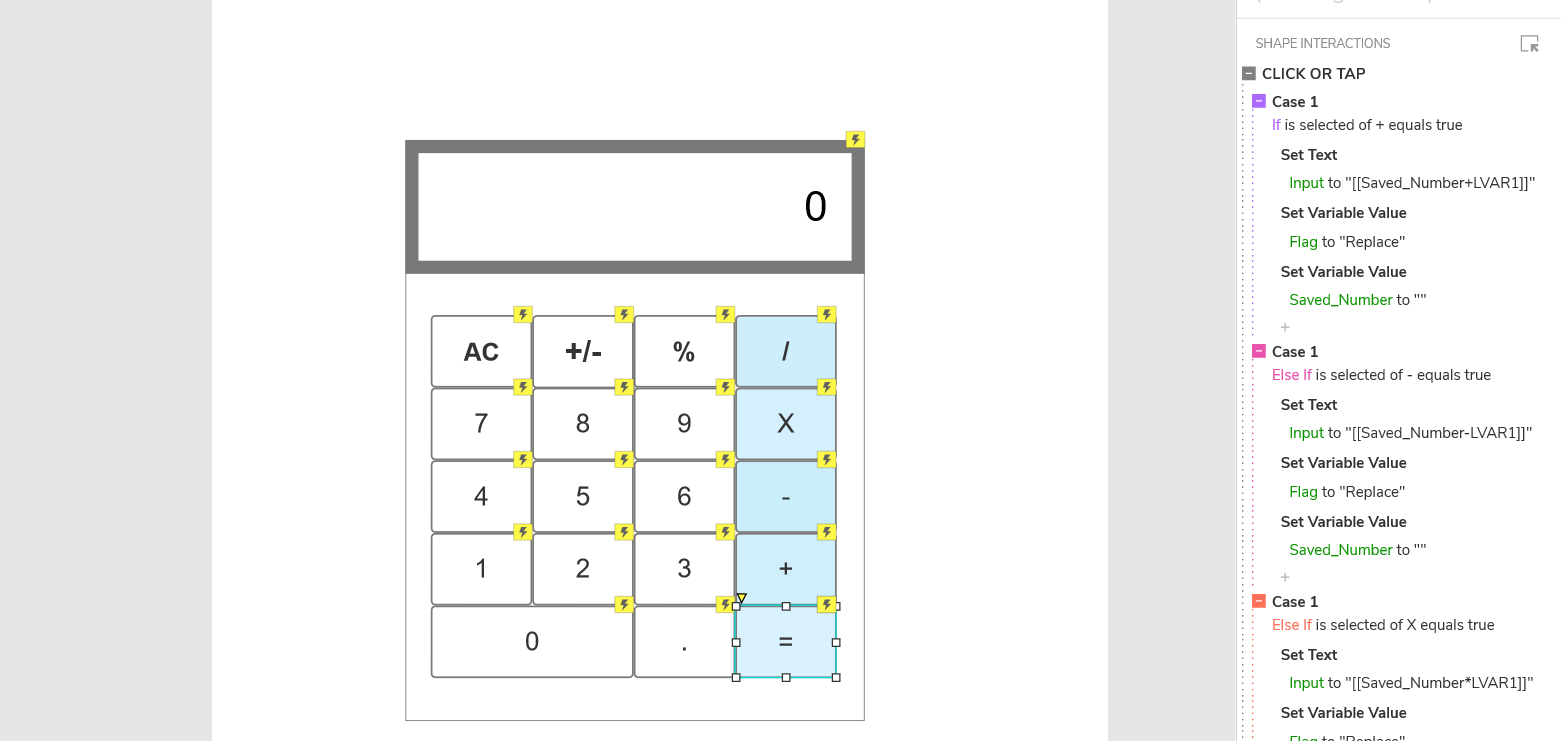 0
AC +/- % /
7 8 9 X
4 5 6 -
1 2 3 +
0 . =
SHAPE INTERACTIONS
CLICK OR TAP
Case 1
If is selected of + equals true
Set Text
Input to "[[Saved_Number+LVAR1]]"
Set Variable Value
Flag to "Replace"
Set Variable Value
Saved_Number to ""
+
Case 1
Else If is selected of - equals true
Set Text
Input to "[[Saved_Number-LVAR1]]"
Set Variable Value
Flag to "Replace"
Set Variable Value
Saved_Number to ""
+
Case 1
Else If is selected of X equals true
Set Text
Input to "[[Saved_Number*LVAR1]]"
Set Variable Value
Flag to "Replace"